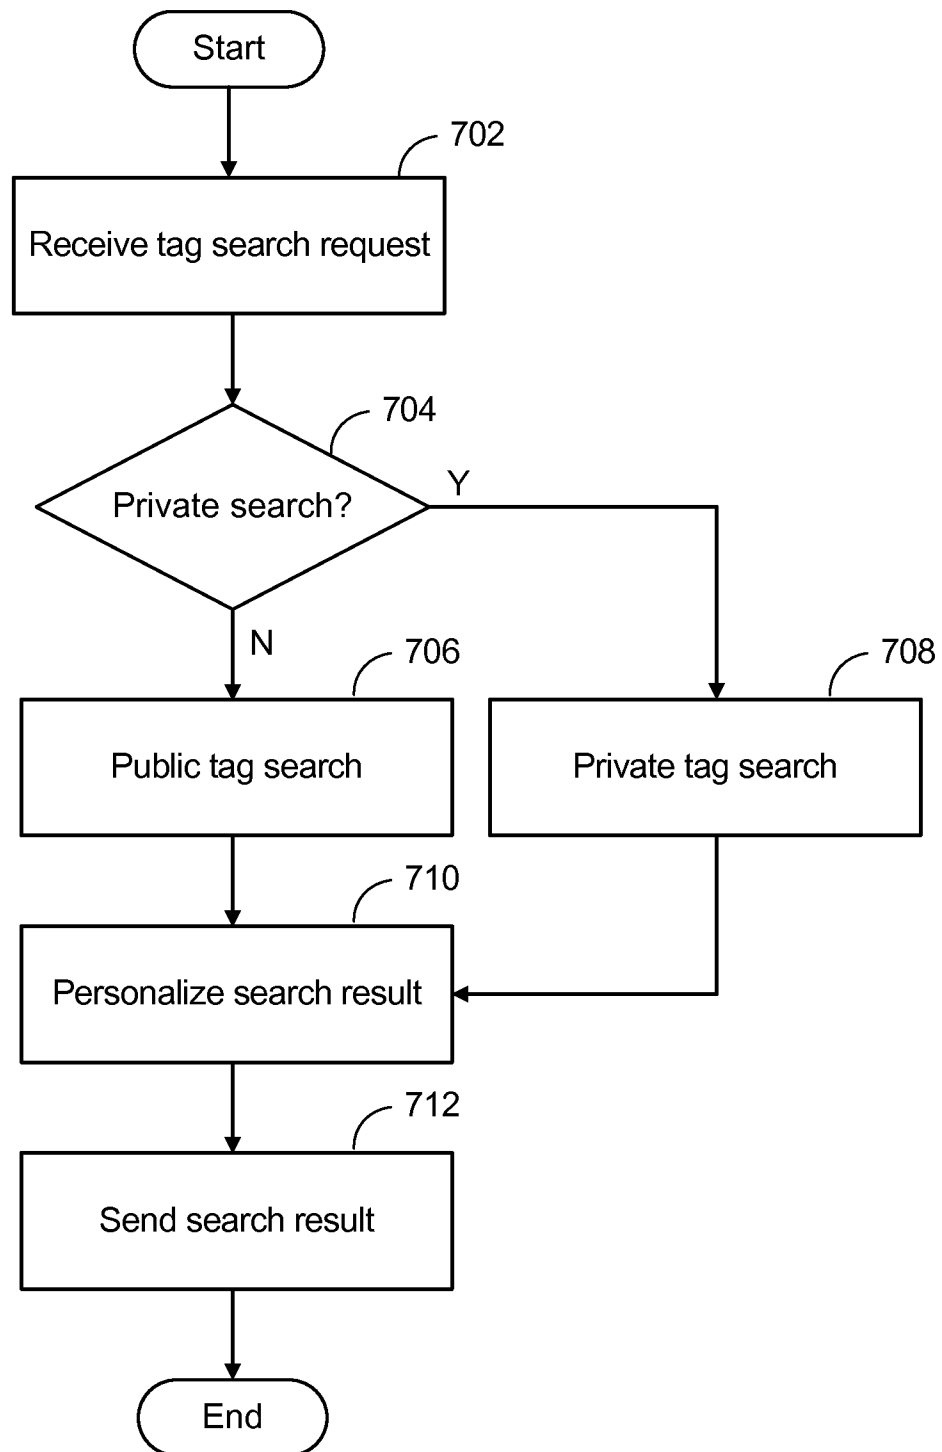 Start
702
Receive tag search request
704
Private search?
Y
N
706
708
Public tag search
Private tag search
710
Personalize search result
712
Send search result
End